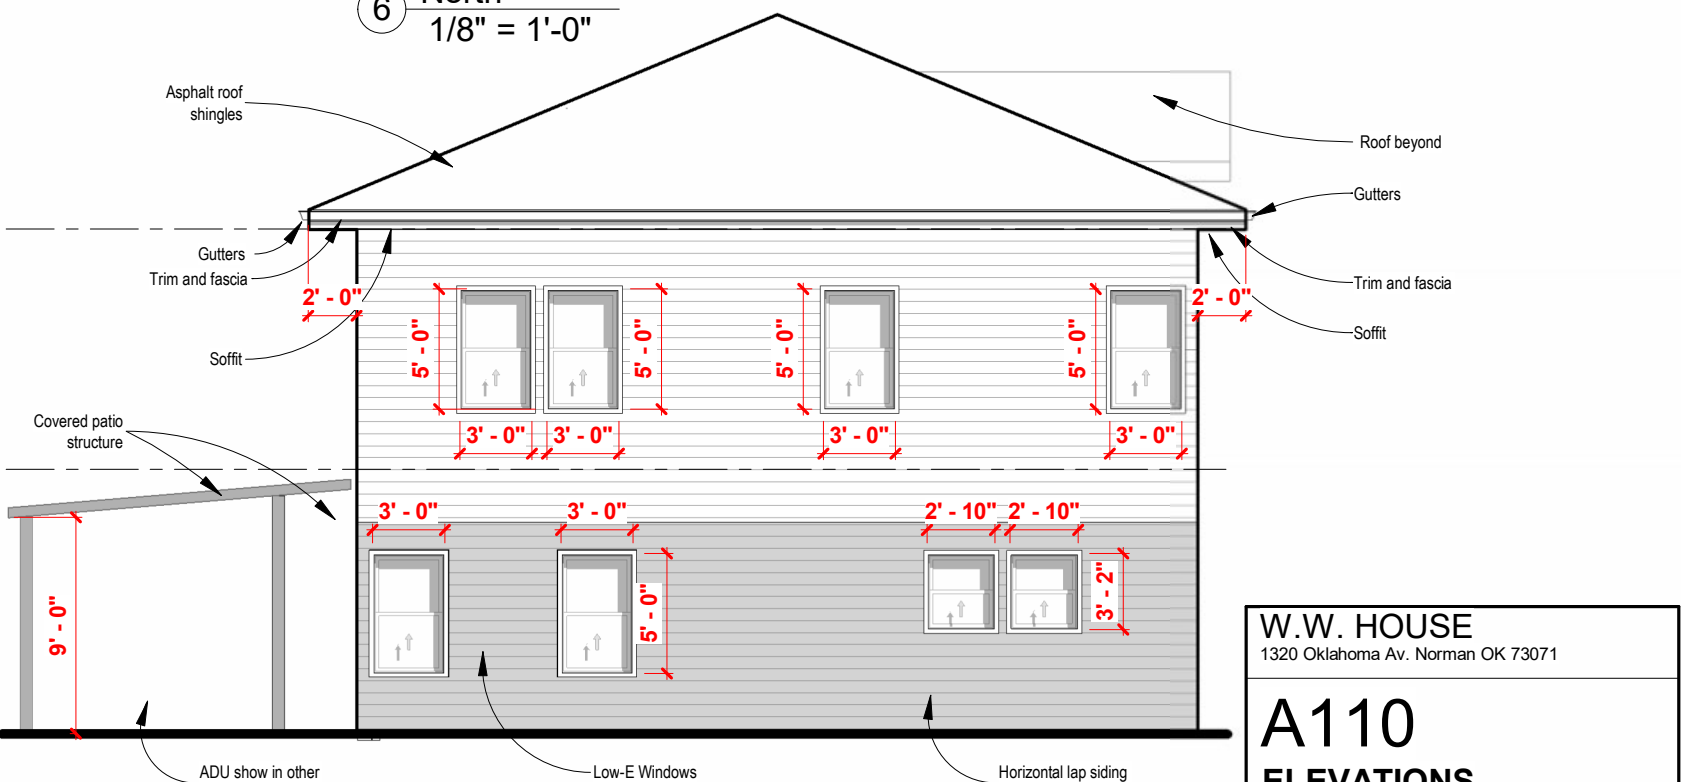 6
North
1/8" = 1'-0"
Asphalt roof
shingles
Roof beyond
Gutters
Gutters
Trim and fascia
Trim and fascia
2' - 0"
2' - 0"
5' - 0"
5' - 0"
5' - 0"
5' - 0"
Soffit
Soffit
Covered patio
structure
3' - 0"
3' - 0"
3' - 0"
3' - 0"
3' - 0"
3' - 0"
2' - 10"
2' - 10"
9' - 0"
5' - 0"
3' - 2"
W.W. HOUSE
1320 Oklahoma Av. Norman OK 73071
A110
ELEVATIONS
ADU show in other
Low-E Windows
Horizontal lap siding